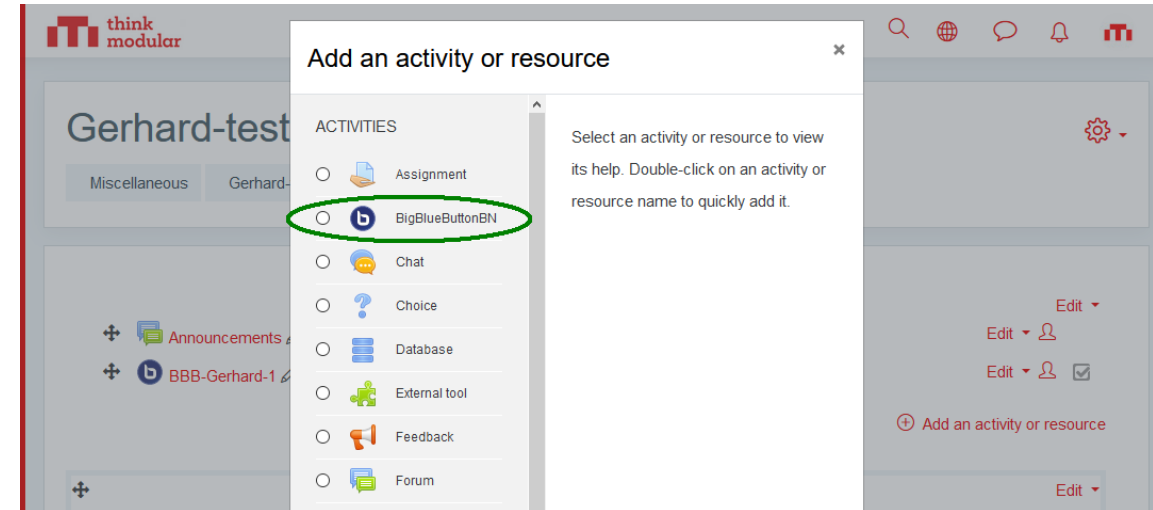 think
modular
Add an activity or resource
×
Gerhard-test
Miscellaneous
Gerhard-
ACTIVITIES
Assignment
BigBlueButtonBN
Chat
Choice
Database
External tool
Feedback
Forum
Select an activity or resource to view
its help. Double-click on an activity or
resource name to quickly add it.
Edit
Announcements
Edit
BBB-Gerhard-1
Edit
Add an activity or resource
Edit